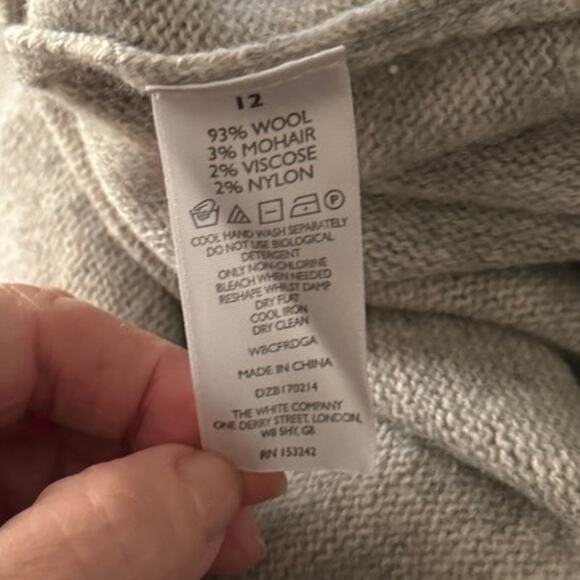 12
93% WOOL
3% MOHAIR
2% VISCOSE
2% NYLON
P
COOL HAND WASH SEPARATELY
DO NOT USE BIOLOGICAL
DETERGENT
ONLY NON-CHLORINE
BLEACH WHEN NEEDED
RESHAPE WHILST DAMP
DRY FLAT
COOL IRON
DRY CLEAN
WBCFRDGA
MADE IN CHINA
DZB170214
THE WHITE COMPANY
ONE DERRY STREET, LONDON,
W8 5HY, GB
RN 153242